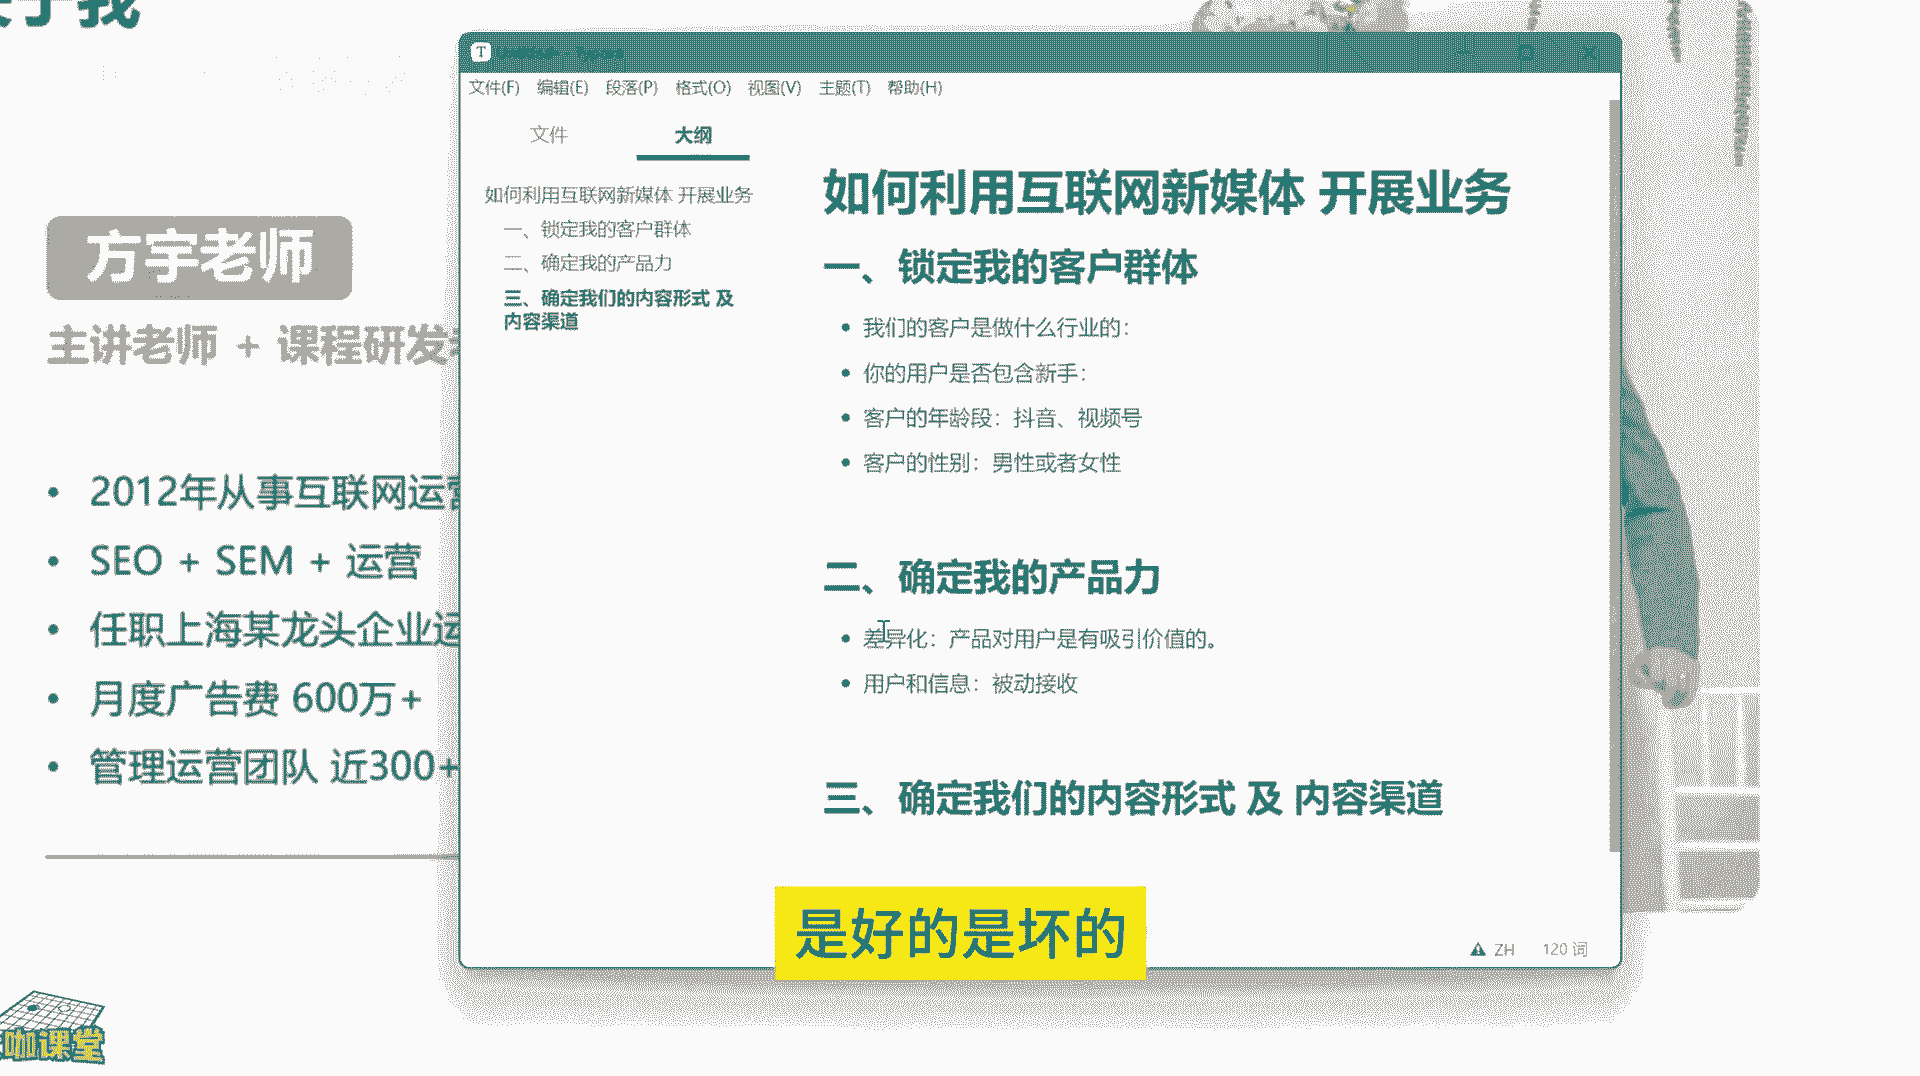 于我
方宇老师
主讲老师 + 课程研发
2012年从事互联网运营
SEO + SEM + 运营
任职上海某龙头企业运
月度广告费 600万+
管理运营团队 近300+
咖课堂
T
文件(F) 编辑(E) 段落(P) 格式(O) 视图(V) 主题(T) 帮助(H)
文件 大纲
如何利用互联网新媒体 开展业务
一、锁定我的客户群体
二、确定我的产品力
三、确定我们的内容形式 及
内容渠道
如何利用互联网新媒体 开展业务
一、锁定我的客户群体
我们的客户是做什么行业的：
你的用户是否包含新手：
客户的年龄段：抖音、视频号
客户的性别：男性或者女性
二、确定我的产品力
差异化：产品对用户是有吸引价值的。
用户和信息：被动接收
三、确定我们的内容形式 及 内容渠道
ZH 120 词
是好的是坏的